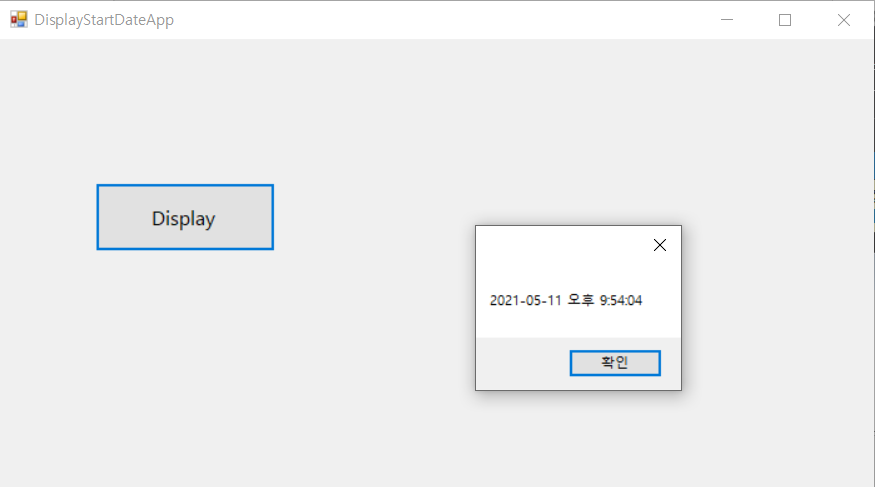 DisplayStartDateApp
Display
2021-05-11 오후 9:54:04
확인